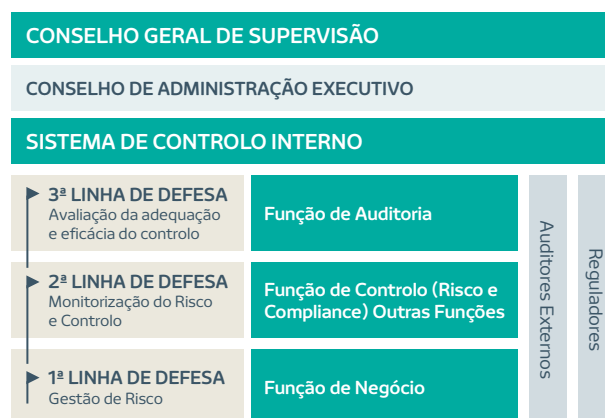 CONSELHO GERAL DE SUPERVISÃO
CONSELHO DE ADMINISTRAÇÃO EXECUTIVO
SISTEMA DE CONTROLO INTERNO
3ª LINHA DE DEFESA
Avaliação da adequação
e eficácia do controlo
Função de Auditoria
2ª LINHA DE DEFESA
Monitorização do Risco
e Controlo
Função de Controlo (Risco e
Compliance) Outras Funções
1ª LINHA DE DEFESA
Gestão de Risco
Função de Negócio
Auditores Externos
Reguladores